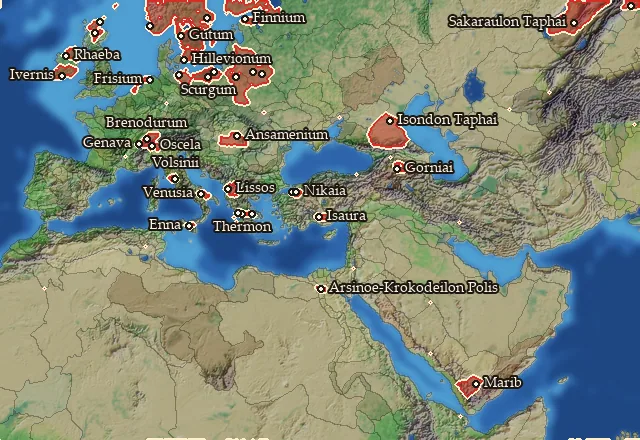 Finnium
Sakaraulon Taphai
Gutum
Rhaeba
Hillevionum
Ivernis
Frisium
Scurgum
Isondon Taphai
Brenodurum
Ansamenium
Genava
Oscela
Volsinii
Gorniai
Venusia
Lissos
Nikaia
Enna
Thermon
Isaura
Arsinoe-Krokodeilon Polis
Marib